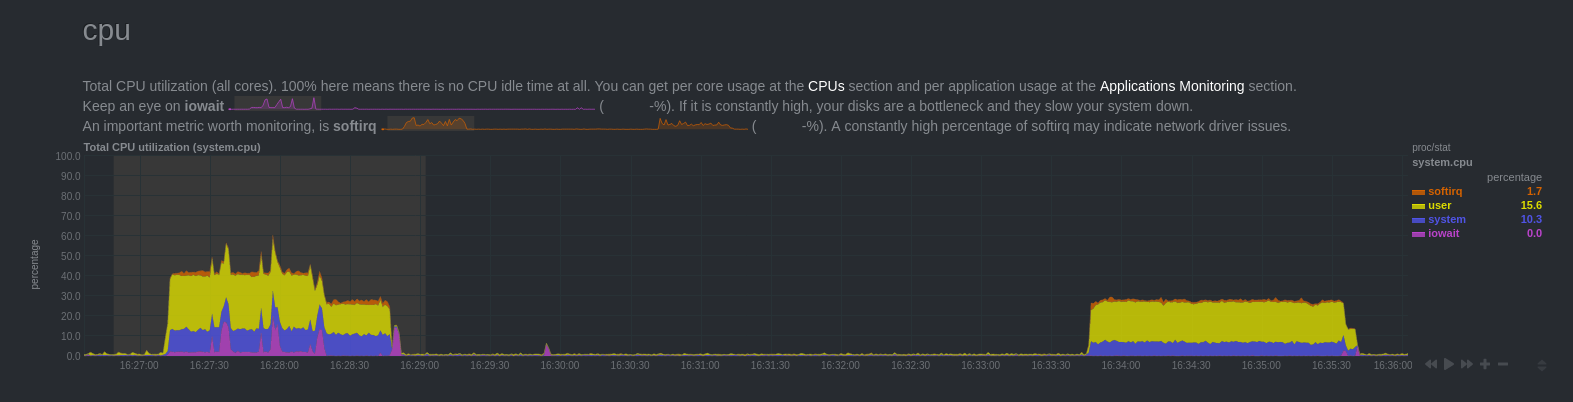 cpu
Total CPU utilization (all cores). 100% here means there is no CPU idle time at all. You can get per core usage at the CPUs section and per application usage at the Applications Monitoring section.
Keep an eye on iowait ( -%). If it is constantly high, your disks are a bottleneck and they slow your system down.
An important metric worth monitoring, is softirq ( -%). A constantly high percentage of softirq may indicate network driver issues.
Total CPU utilization (system.cpu)
percentage
100.0
90.0
80.0
70.0
60.0
50.0
40.0
30.0
20.0
10.0
0.0
16:27:00 16:27:30 16:28:00 16:28:30 16:29:00 16:29:30 16:30:00 16:30:30 16:31:00 16:31:30 16:32:00 16:32:30 16:33:00 16:33:30 16:34:00 16:34:30 16:35:00 16:35:30 16:36:00
proc/stat
system.cpu
percentage
softirq 1.7
user 15.6
system 10.3
iowait 0.0